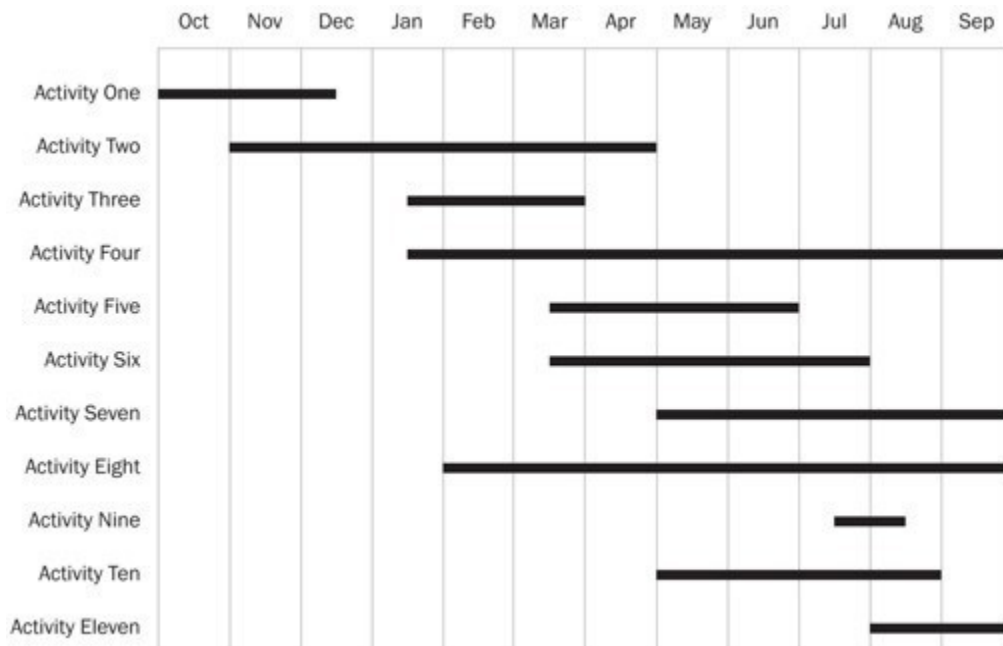 Oct Nov Dec Jan Feb Mar Apr May Jun Jul Aug Sep
Activity One
Activity Two
Activity Three
Activity Four
Activity Five
Activity Six
Activity Seven
Activity Eight
Activity Nine
Activity Ten
Activity Eleven